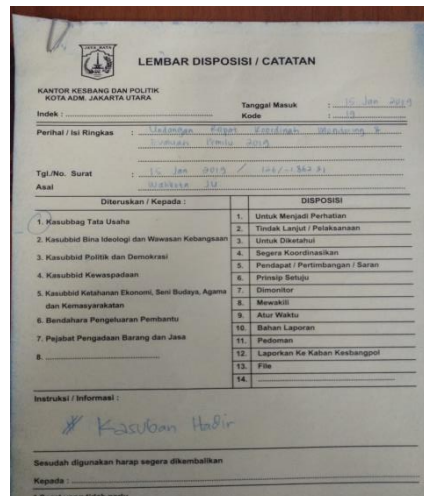 JAYA RAYA
LEMBAR DISPOSISI / CATATAN
KANTOR KESBANG DAN POLITIK
KOTA ADM. JAKARTA UTARA
Indek :
Tanggal Masuk : 15 Jan 2019
Kode : 19
Perihal / Isi Ringkas : Undangan Rapat Koordinasi Monitoring &
Pemilu 2019
Tgl./No. Surat : 15 Jan 2019 /
Asal Walikota JU
Diteruskan / Kepada :
1. Kasubbag Tata Usaha
2. Kasubbid Bina Ideologi dan Wawasan Kebangsaan
3. Kasubbid Politik dan Demokrasi
4. Kasubbid Kewaspadaan
5. Kasubbid Ketahanan Ekonomi, Seni Budaya, Agama
dan Kemasyarakatan
6. Bendahara Pengeluaran Pembantu
7. Pejabat Pengadaan Barang dan Jasa
8.
DISPOSISI
1. Untuk Menjadi Perhatian
2. Tindak Lanjut / Pelaksanaan
3. Untuk Diketahui
4. Segera Koordinasikan
5. Pendapat / Pertimbangan / Saran
6. Prinsip Setuju
7. Dimonitor
8. Mewakili
9. Atur Waktu
10. Bahan Laporan
11. Pedoman
12. Laporkan Ke Kaban Kesbangpol
13. File
14.
Instruksi / Informasi :
# Kasuban Hadir
Sesudah digunakan harap segera dikembalikan
Kepada :